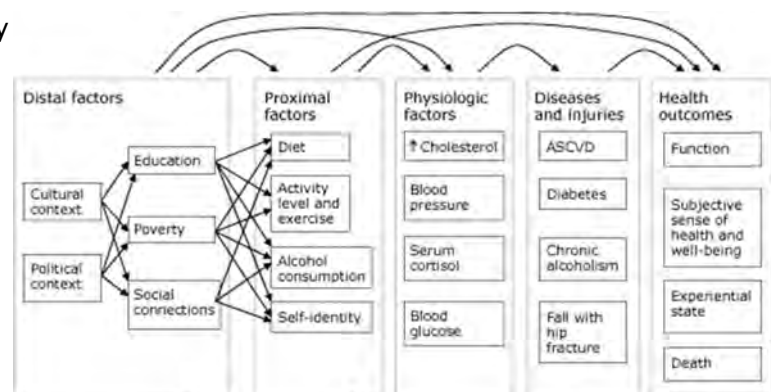 y
Distal factors
Cultural
context
Political
context
Education
Poverty
Social
connections
Proximal
factors
Diet
Activity
level and
exercise
Alcohol
consumption
Self-identity
Physiologic
factors
↑ Cholesterol
Blood
pressure
Serum
cortisol
Blood
glucose
Diseases
and injuries
ASCVD
Diabetes
Chronic
alcoholism
Fall with
hip
fracture
Health
outcomes
Function
Subjective
sense of
health and
well-being
Experiential
state
Death